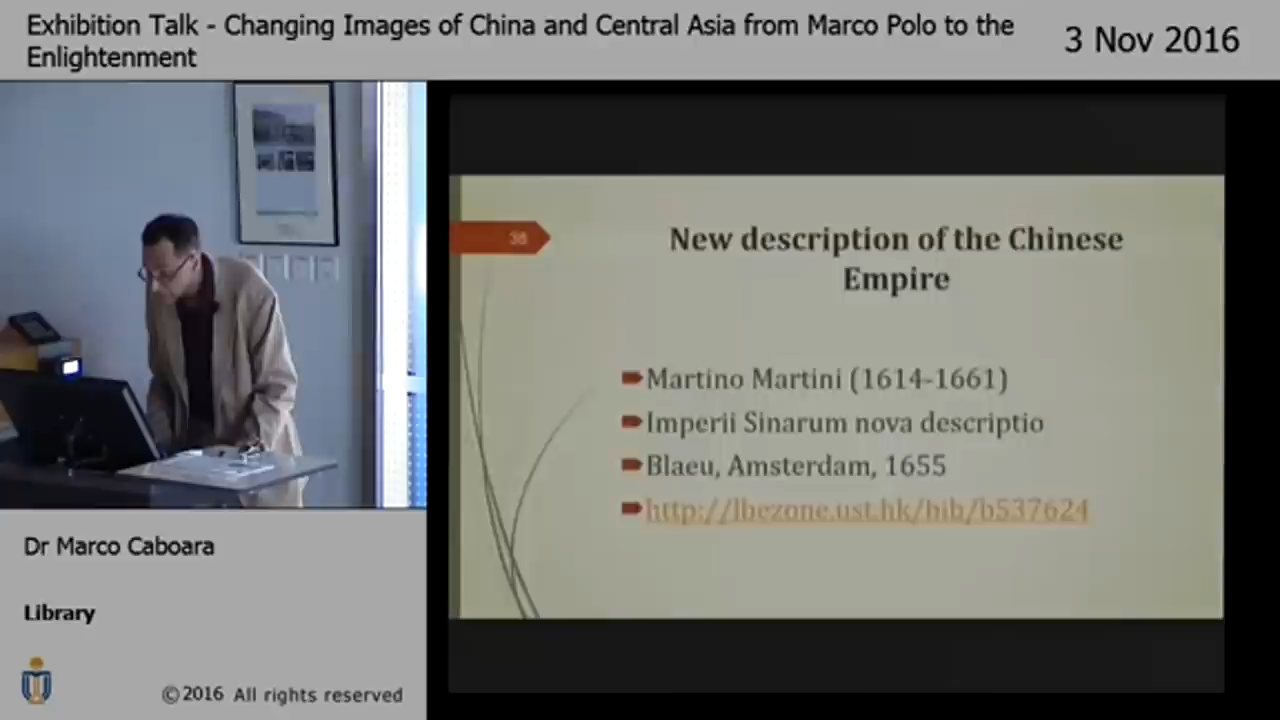 Exhibition Talk - Changing Images of China and Central Asia from Marco Polo to the
Enlightenment
3 Nov 2016
38
New description of the Chinese
Empire
Martino Martini (1614-1661)
Imperii Sinarum nova descriptio
Blaeu, Amsterdam, 1655
http://lbezone.ust.hk/bib/b537624
Dr Marco Caboara
Library
©2016 All rights reserved